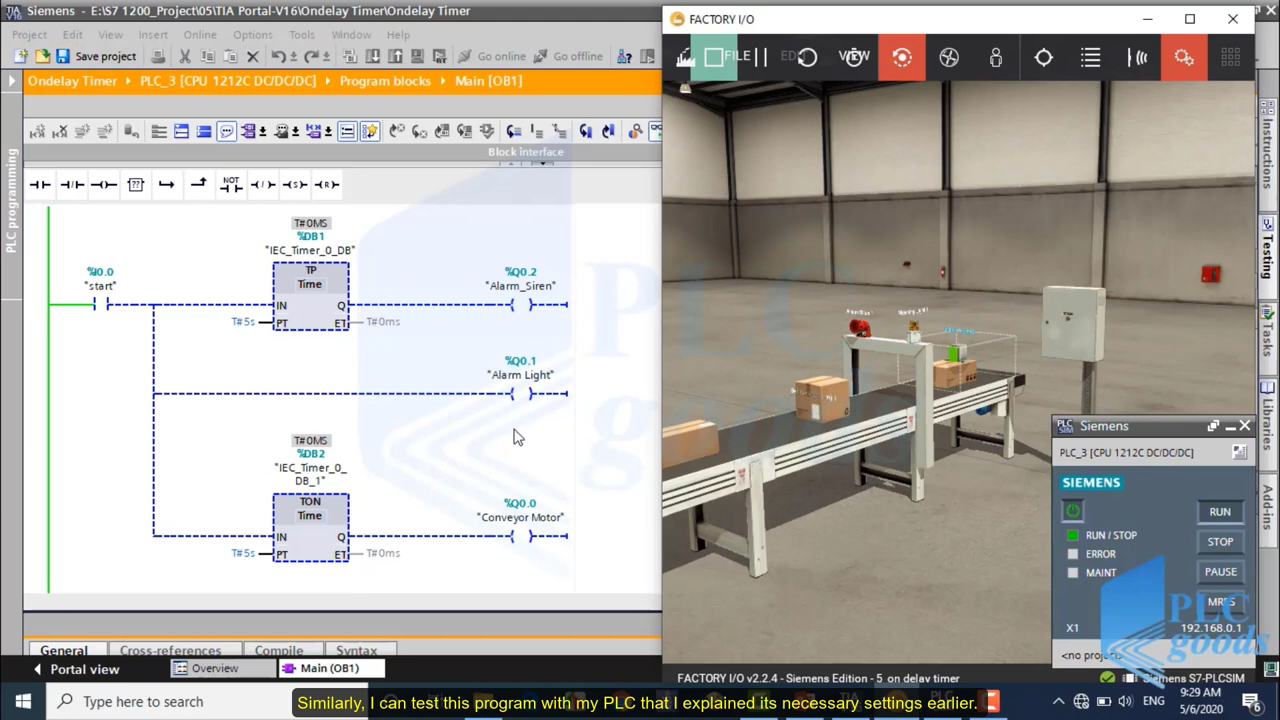 Siemens - E:\S7 1200_Project\05\TIA Portal-V16\Ondelay Timer\Ondelay Timer
Project Edit View Insert Online Options Tools Window Help
Save project
Go online
Go offline
Ondelay Timer
PLC_3 [CPU 1212C DC/DC/DC]
Program blocks
Main [OB1]
Block interface
PLC programming
NOT
T#0MS
%DB1
"IEC_Timer_0_DB"
TP
Time
%I0.0
"start"
%Q0.2
"Alarm_Siren"
IN Q
T#5s PT ET T#0ms
%Q0.1
"Alarm Light"
T#0MS
%DB2
"IEC_Timer_0_
DB_1"
TON
Time
%Q0.0
"Conveyor Motor"
IN Q
T#5s PT ET T#0ms
General
Cross-references
Compile
Syntax
Portal view
Overview
Main (OB1)
FACTORY I/O
FILE
EDIT
VIEW
Instructions
Testing
Tasks
Libraries
Add-ins
Siemens
PLC_3 [CPU 1212C DC/DC/DC]
SIEMENS
RUN
RUN / STOP
STOP
ERROR
MAINT
PAUSE
MRES
X1
192.168.0.1
<no project>
Siemens S7-PLCSIM
FACTORY I/O v2.2.4 - Siemens Edition - 5_on delay timer
PLC
goods
Type here to search
ENG
9:29 AM
5/6/2020
6
Similarly, I can test this program with my PLC that I explained its necessary settings earlier.